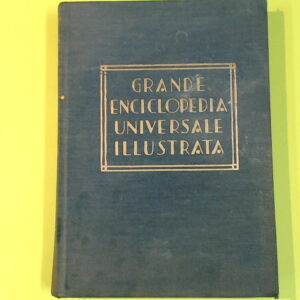 GRANDE
ENCICLOPEDIA
UNIVERSALE
ILLUSTRATA